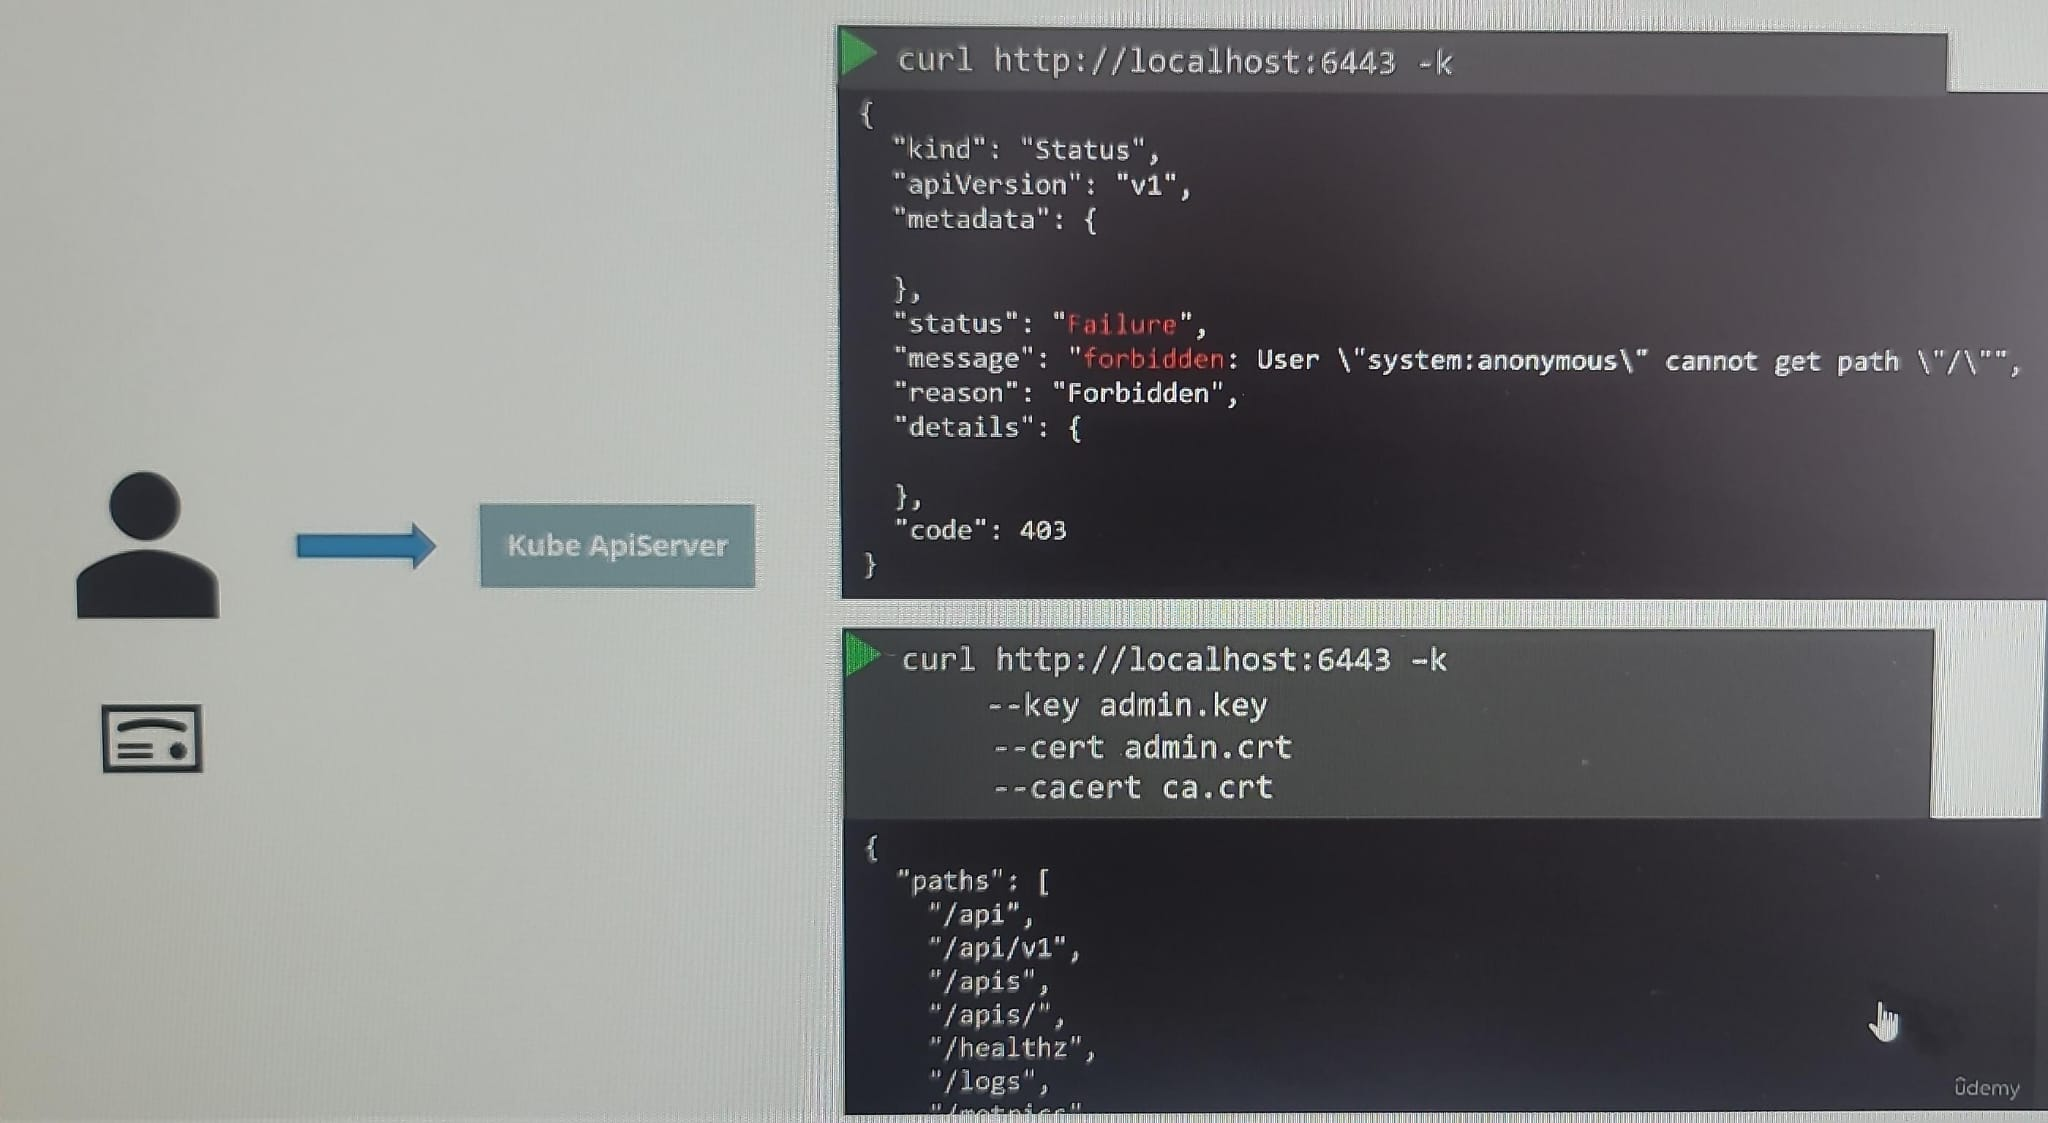 curl http://localhost:6443 -k
{
"kind": "Status",
"apiVersion": "v1",
"metadata": {
},
"status": "Failure",
"message": "forbidden: User \"system:anonymous\" cannot get path \"/\"",
"reason": "Forbidden",
"details": {
},
"code": 403
}
Kube ApiServer
curl http://localhost:6443 -k
--key admin.key
--cert admin.crt
--cacert ca.crt
{
"paths": [
"/api",
"/api/v1",
"/apis",
"/apis/",
"/healthz",
"/logs",
ûdemy